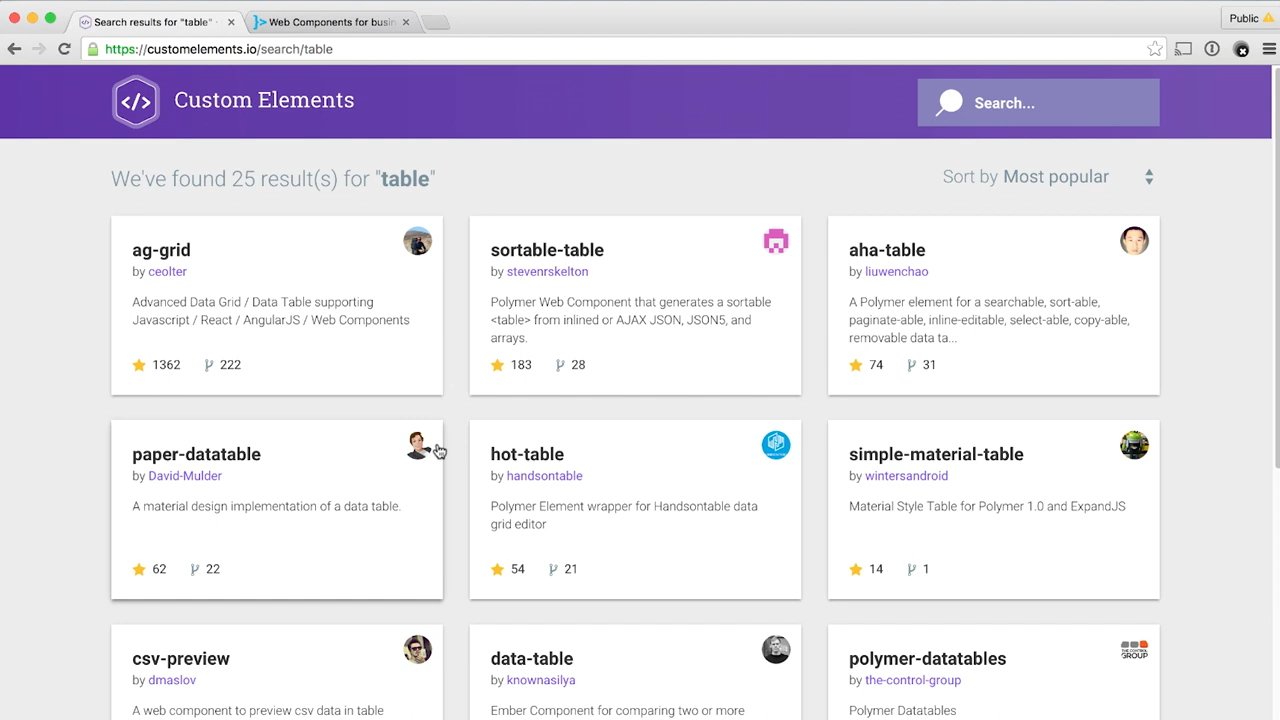 Search results for "table" -
Web Components for busin
Public
https://customelements.io/search/table
</>
Custom Elements
Search...
We've found 25 result(s) for "table"
Sort by Most popular
ag-grid
by ceolter
Advanced Data Grid / Data Table supporting
Javascript / React / AngularJS / Web Components
1362 222
sortable-table
by stevenrskelton
Polymer Web Component that generates a sortable
<table> from inlined or AJAX JSON, JSON5, and
arrays.
183 28
aha-table
by liuwenchao
A Polymer element for a searchable, sort-able,
paginate-able, inline-editable, select-able, copy-able,
removable data ta...
74 31
paper-datatable
by David-Mulder
A material design implementation of a data table.
62 22
hot-table
by handsontable
Polymer Element wrapper for Handsontable data
grid editor
54 21
simple-material-table
by wintersandroid
Material Style Table for Polymer 1.0 and ExpandJS
14 1
csv-preview
by dmaslov
A web component to preview csv data in table
data-table
by knownasilya
Ember Component for comparing two or more
polymer-datatables
by the-control-group
Polymer Datatables
THE CONTROL
GROUP